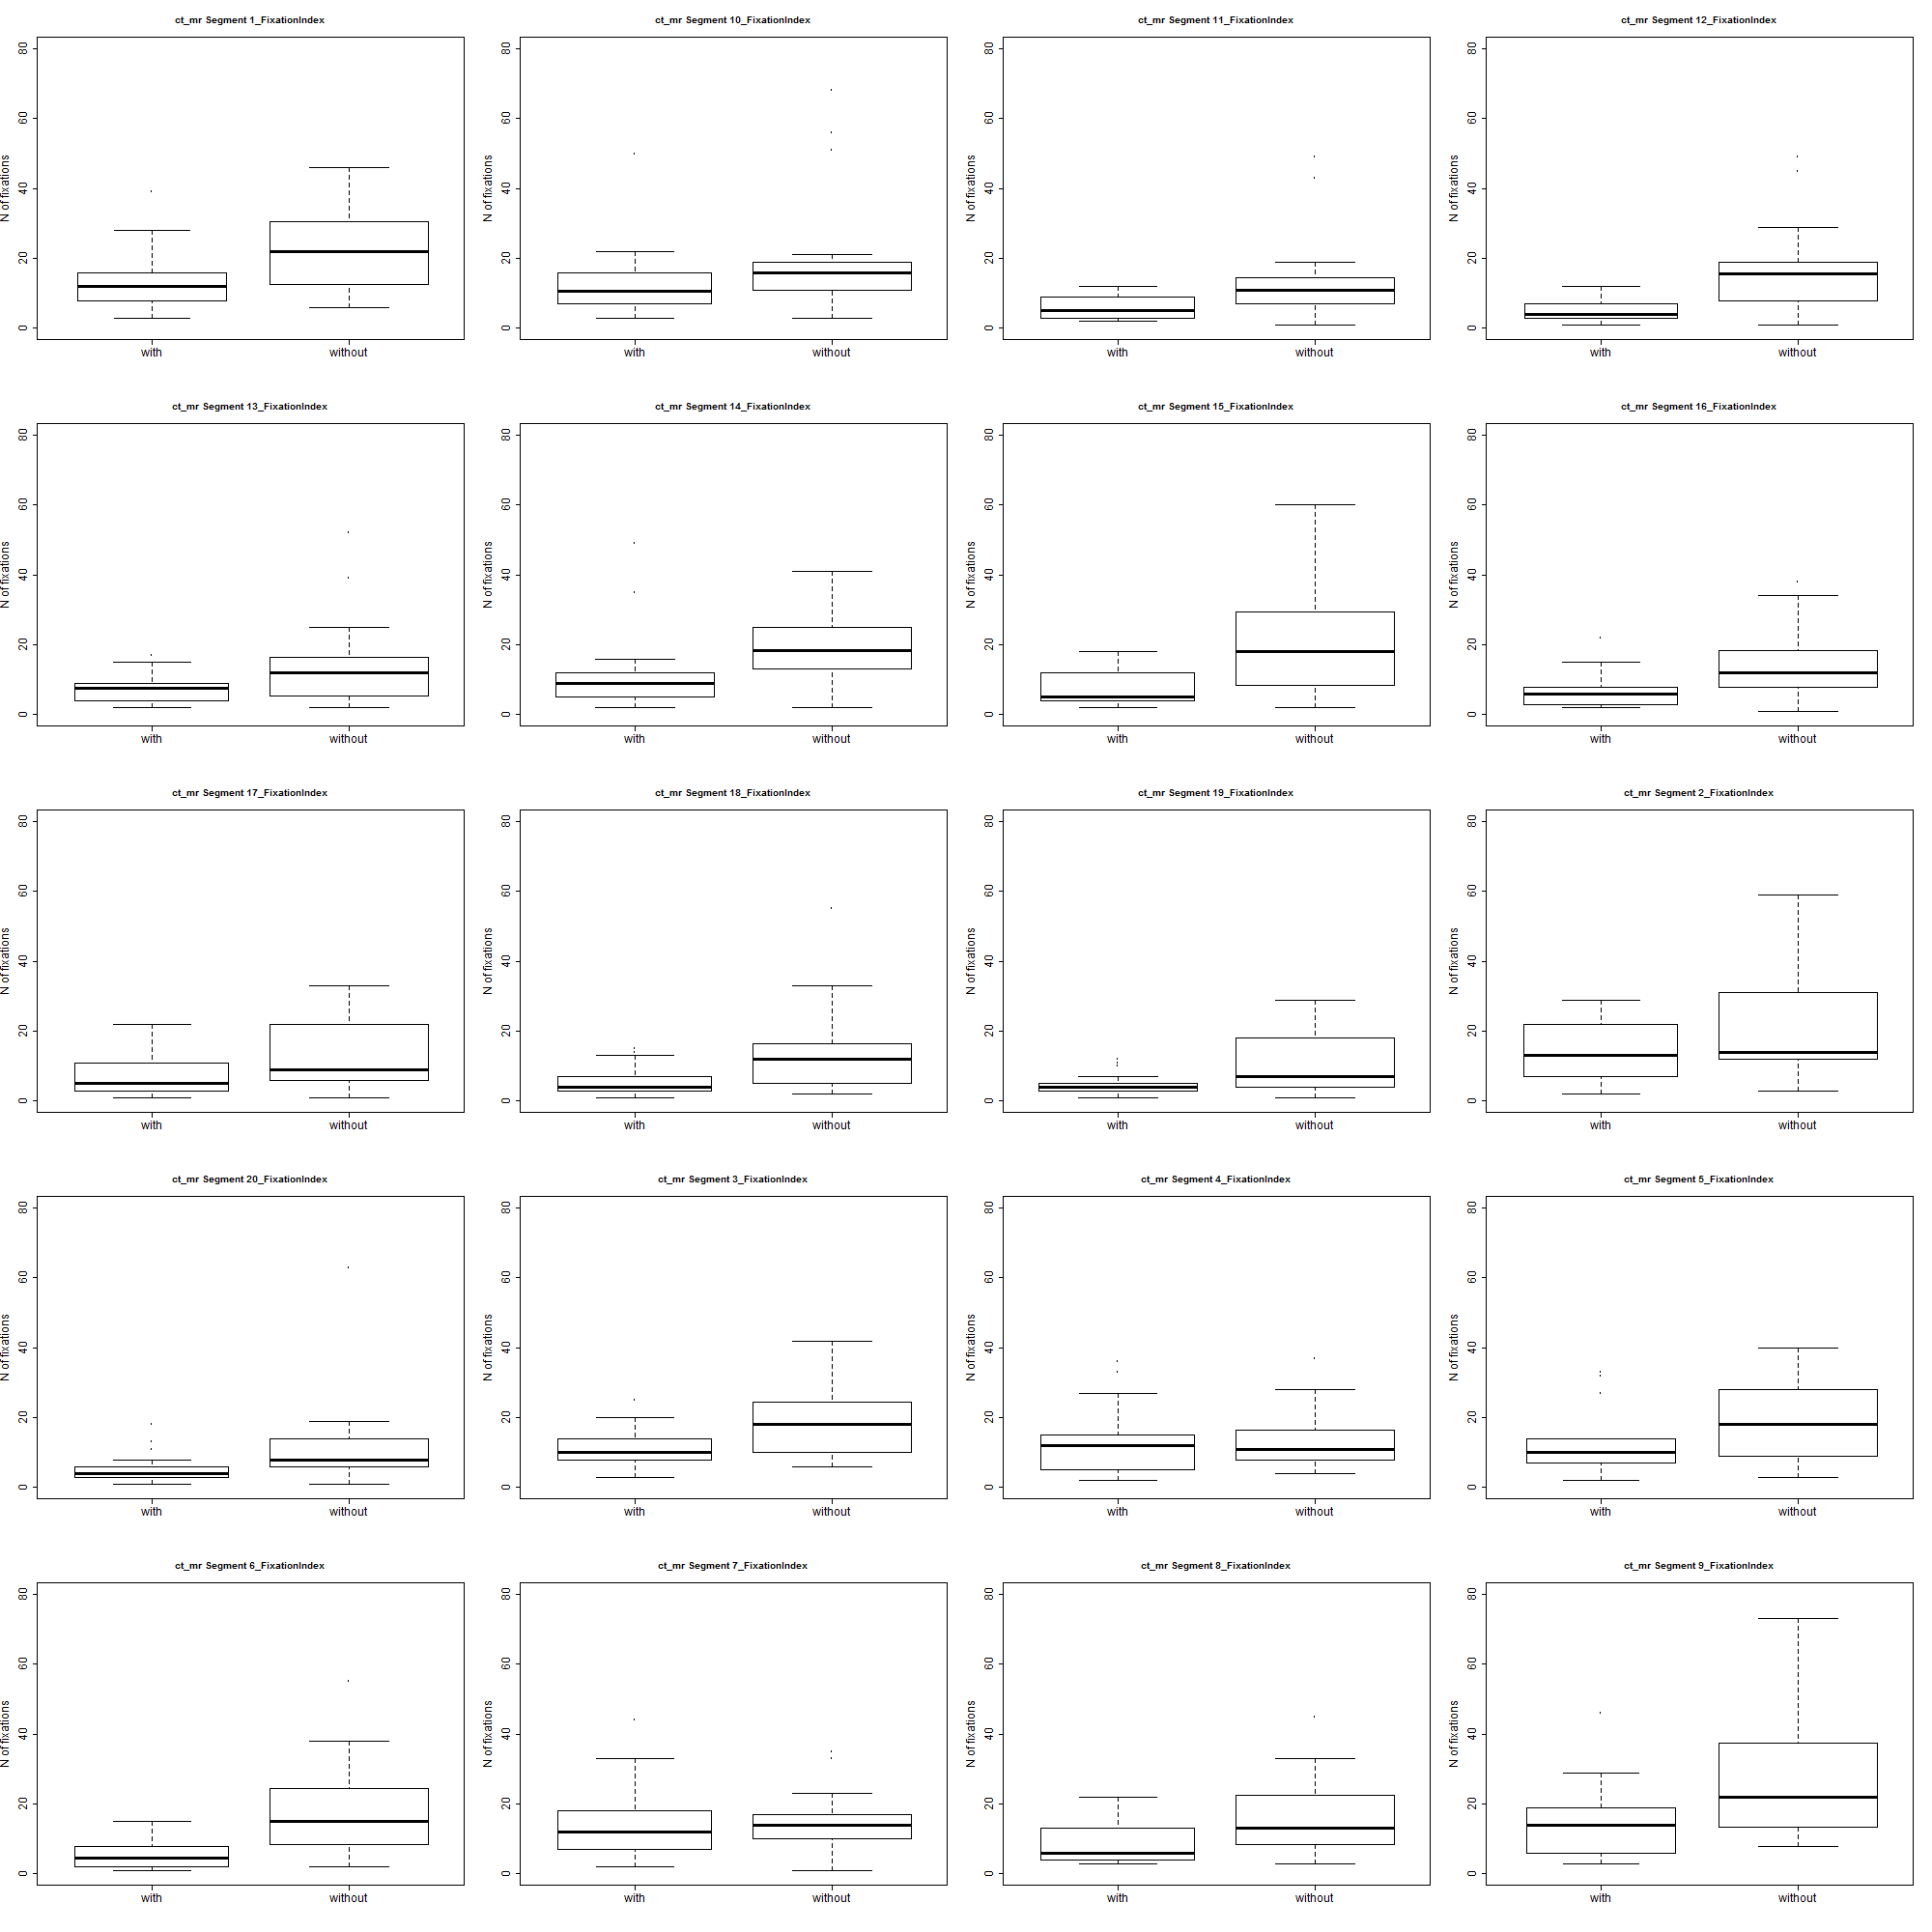 ct_mr Segment 1_FixationIndex
N of fixations
0 20 40 60 80
with without
ct_mr Segment 10_FixationIndex
N of fixations
0 20 40 60 80
with without
ct_mr Segment 11_FixationIndex
N of fixations
0 20 40 60 80
with without
ct_mr Segment 12_FixationIndex
N of fixations
0 20 40 60 80
with without
ct_mr Segment 13_FixationIndex
N of fixations
0 20 40 60 80
with without
ct_mr Segment 14_FixationIndex
N of fixations
0 20 40 60 80
with without
ct_mr Segment 15_FixationIndex
N of fixations
0 20 40 60 80
with without
ct_mr Segment 16_FixationIndex
N of fixations
0 20 40 60 80
with without
ct_mr Segment 17_FixationIndex
N of fixations
0 20 40 60 80
with without
ct_mr Segment 18_FixationIndex
N of fixations
0 20 40 60 80
with without
ct_mr Segment 19_FixationIndex
N of fixations
0 20 40 60 80
with without
ct_mr Segment 2_FixationIndex
N of fixations
0 20 40 60 80
with without
ct_mr Segment 20_FixationIndex
N of fixations
0 20 40 60 80
with without
ct_mr Segment 3_FixationIndex
N of fixations
0 20 40 60 80
with without
ct_mr Segment 4_FixationIndex
N of fixations
0 20 40 60 80
with without
ct_mr Segment 5_FixationIndex
N of fixations
0 20 40 60 80
with without
ct_mr Segment 6_FixationIndex
N of fixations
0 20 40 60 80
with without
ct_mr Segment 7_FixationIndex
N of fixations
0 20 40 60 80
with without
ct_mr Segment 8_FixationIndex
N of fixations
0 20 40 60 80
with without
ct_mr Segment 9_FixationIndex
N of fixations
0 20 40 60 80
with without